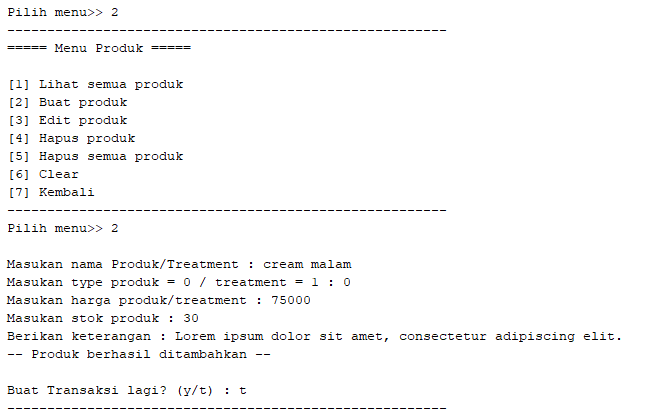 Pilih menu>> 2
-------------------------------------------------------
===== Menu Produk =====
[1] Lihat semua produk
[2] Buat produk
[3] Edit produk
[4] Hapus produk
[5] Hapus semua produk
[6] Clear
[7] Kembali
-------------------------------------------------------
Pilih menu>> 2
Masukan nama Produk/Treatment : cream malam
Masukan type produk = 0 / treatment = 1 : 0
Masukan harga produk/treatment : 75000
Masukan stok produk : 30
Berikan keterangan : Lorem ipsum dolor sit amet, consectetur adipiscing elit.
-- Produk berhasil ditambahkan --
Buat Transaksi lagi? (y/t) : t
-------------------------------------------------------